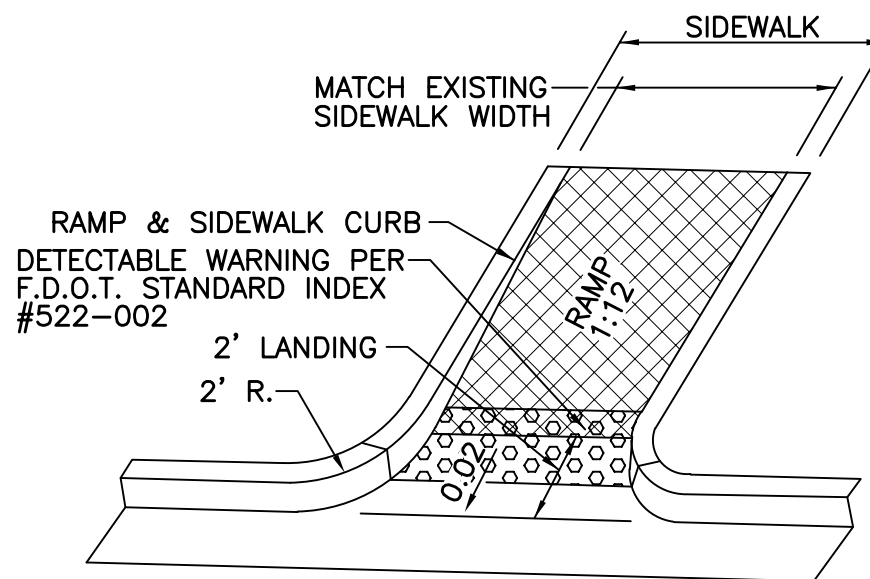 SIDEWALK
MATCH EXISTING
SIDEWALK WIDTH
RAMP & SIDEWALK CURB
DETECTABLE WARNING PER
F.D.O.T. STANDARD INDEX
#522-002
RAMP
1:12
2' LANDING
2' R.
0.02